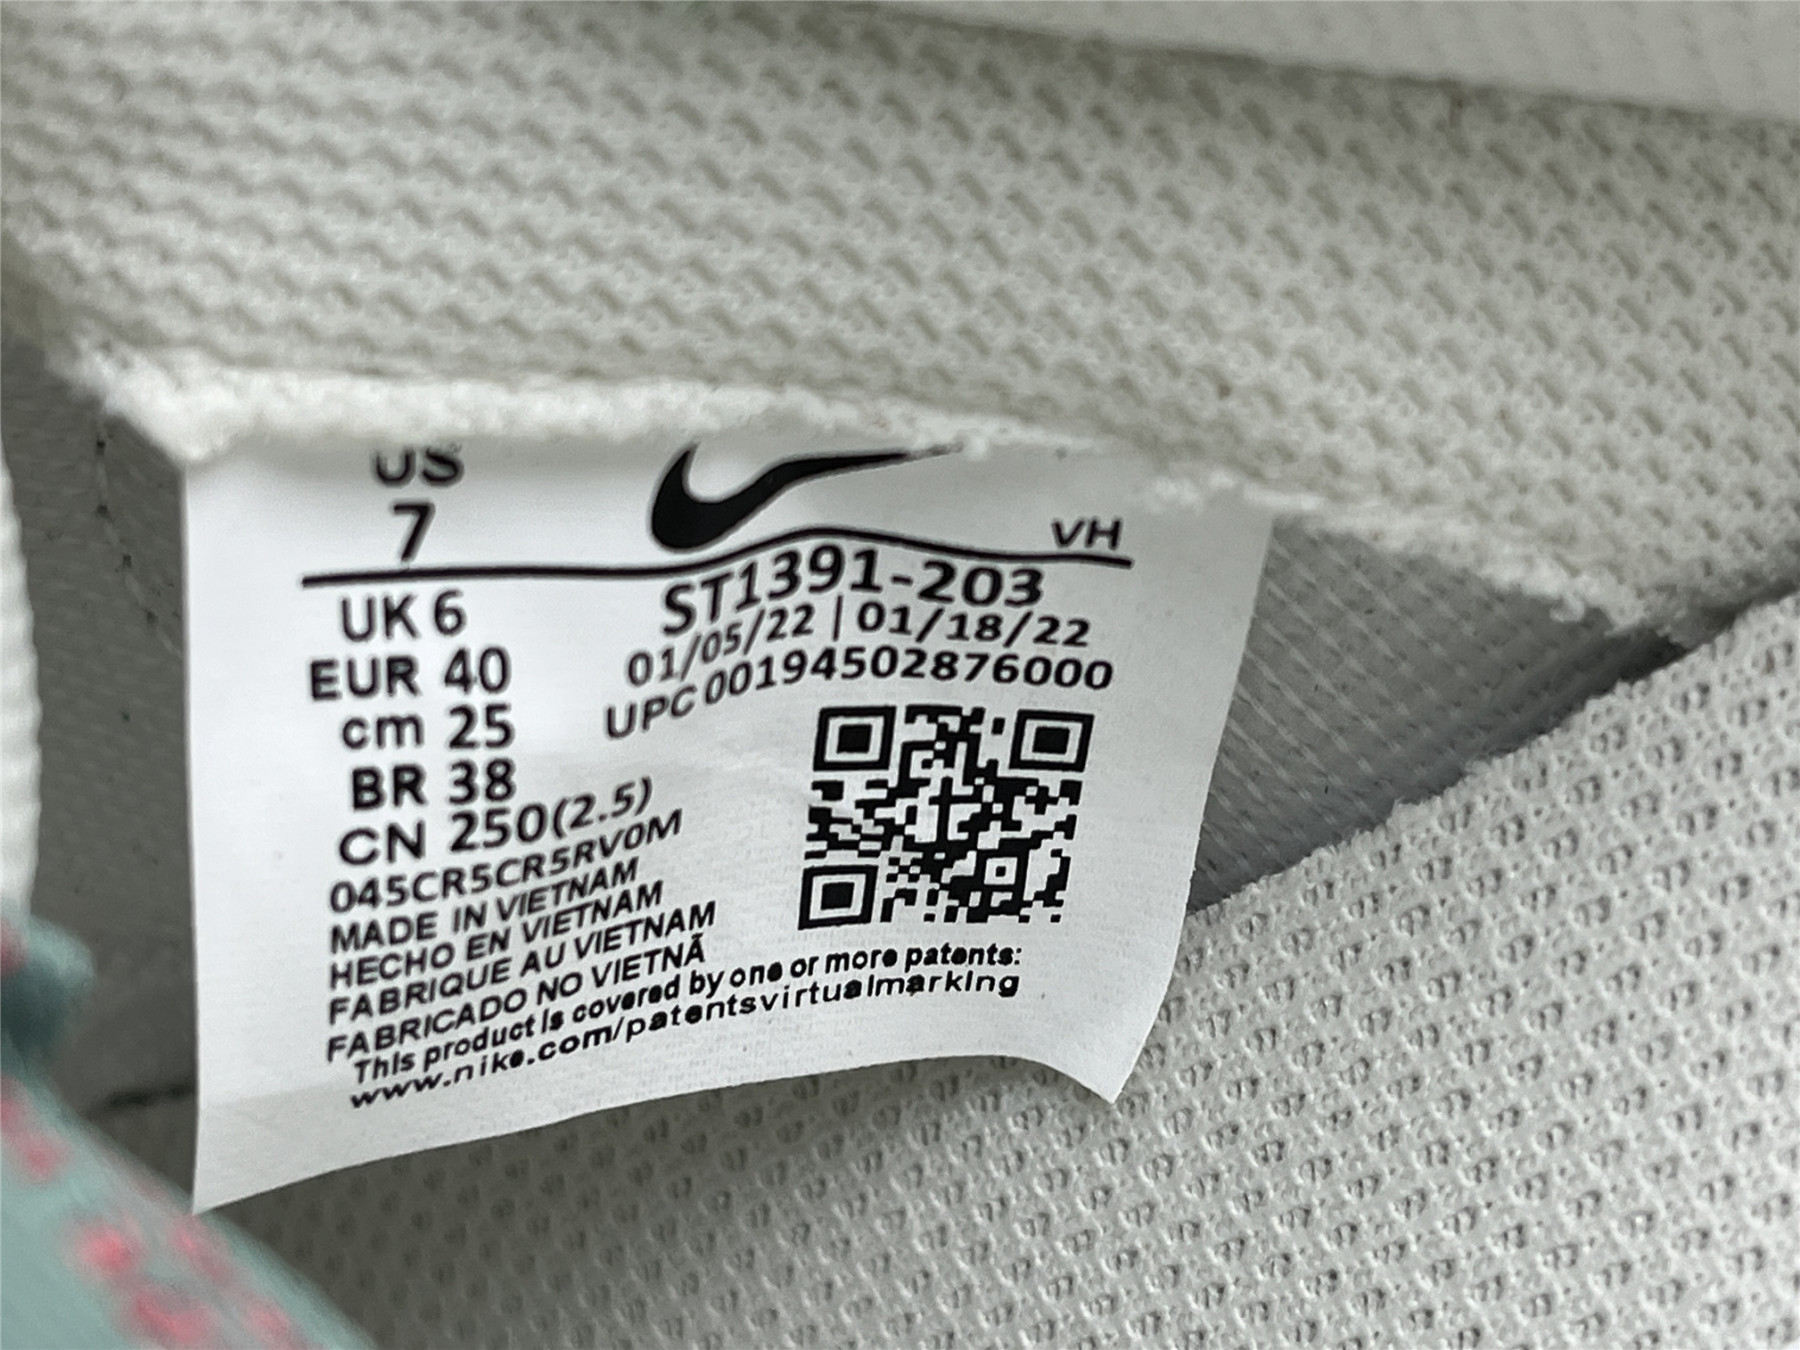 US
7
VH
UK 6
EUR 40
cm 25
BR 38
CN 250(2.5)
ST1391-203
01/05/22 | 01/18/22
UPC 00194502876000
045CR5CR5RV0M
MADE IN VIETNAM
HECHO EN VIETNAM
FABRIQUE AU VIETNAM
FABRICADO NO VIETNÃ
This product is covered by one or more patents:
www.nike.com/patentsvirtualmarking